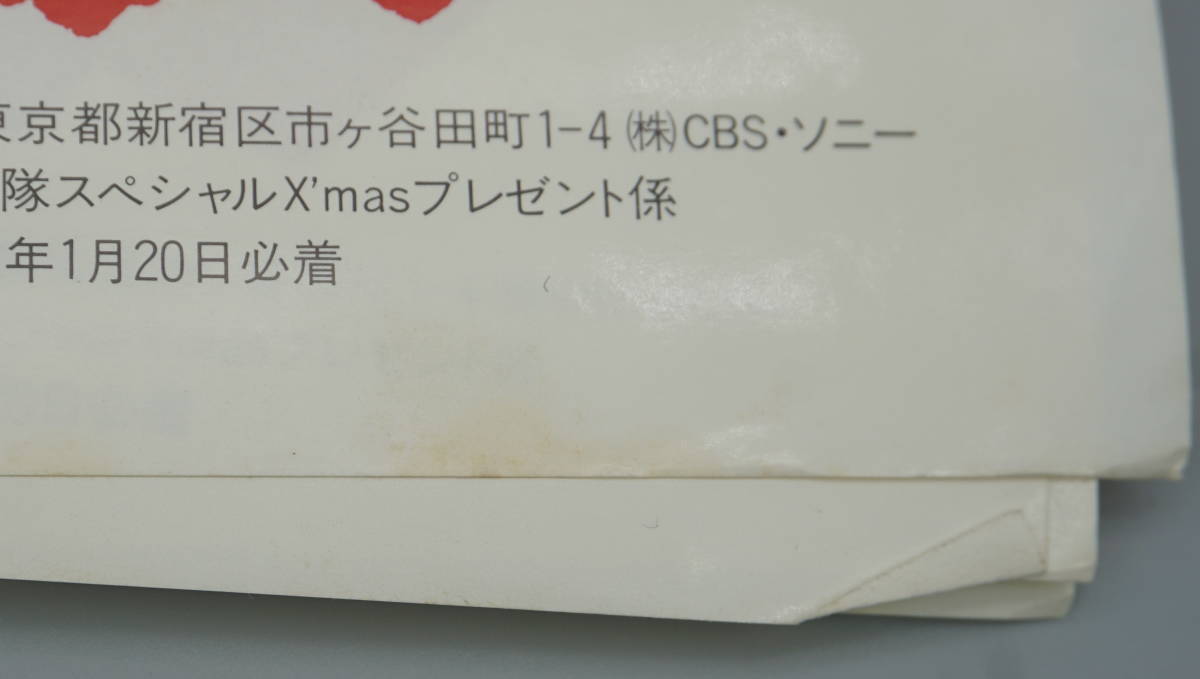 東京都新宿区市ヶ谷田町1-4 ㈱CBS・ソニー
隊スペシャルX'masプレゼント係
年1月20日必着